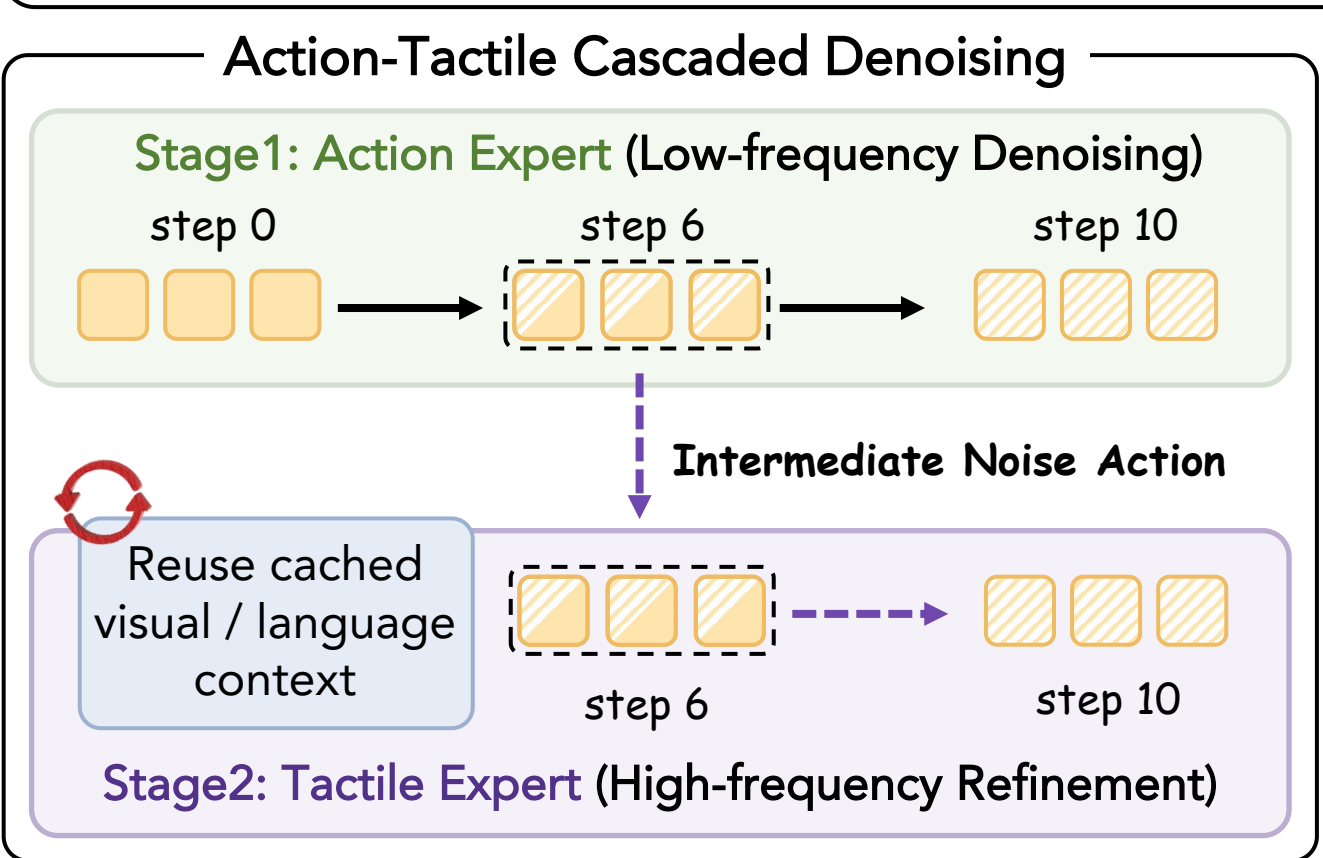 Action-Tactile Cascaded Denoising
Stage1: Action Expert (Low-frequency Denoising)
step 0
step 6
step 10
Intermediate Noise Action
Reuse cached
visual / language
context
step 6
step 10
Stage2: Tactile Expert (High-frequency Refinement)